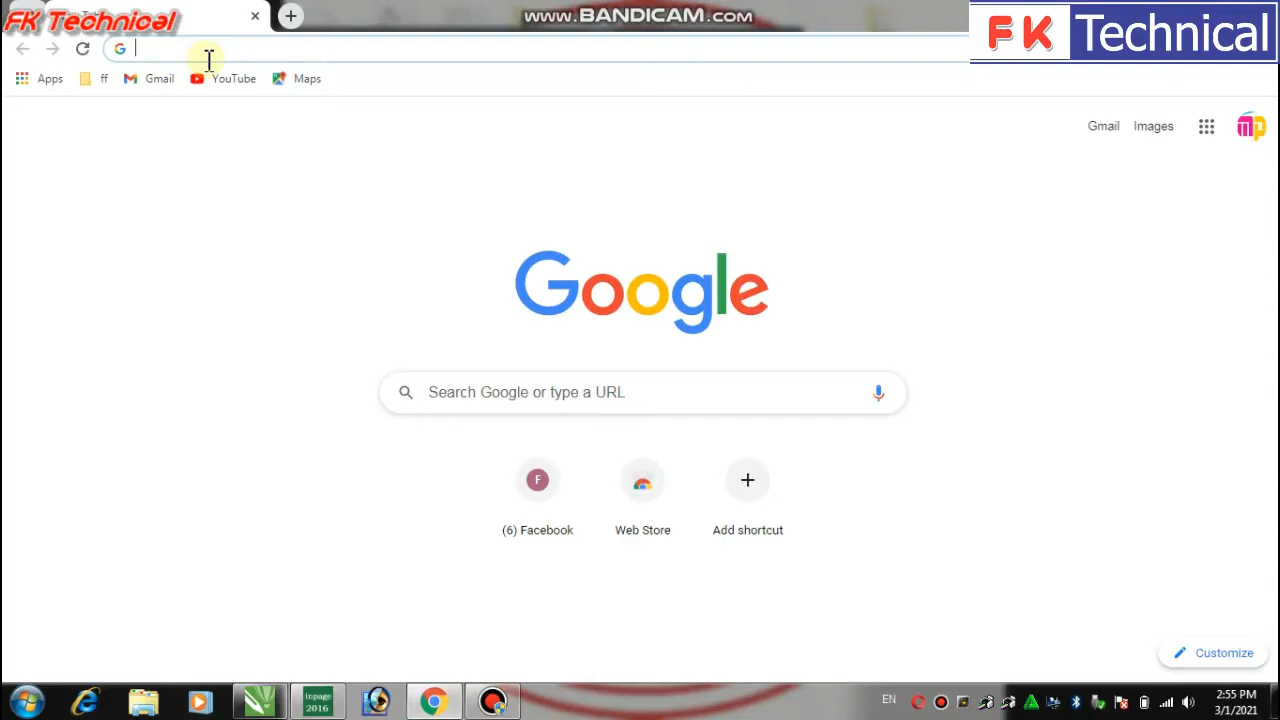 FK Technical
WWW.BANDICAM.COM
FK Technical
Apps ff Gmail YouTube Maps
Gmail Images
mp
Google
Search Google or type a URL
F
(6) Facebook Web Store Add shortcut
Customize
Inpage 2016
EN
2:55 PM
3/1/2021